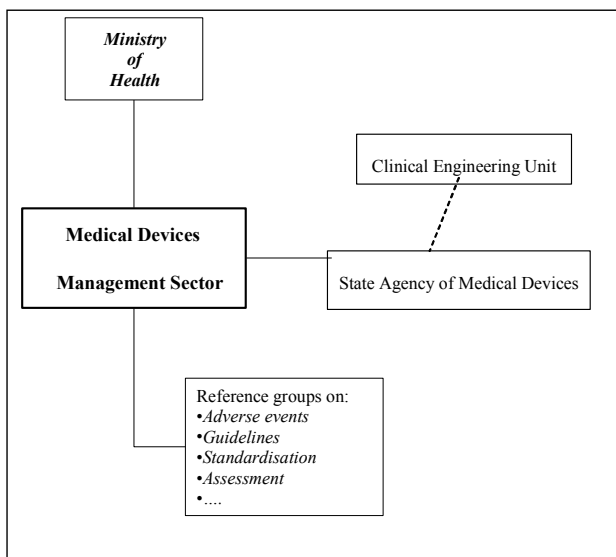 Ministry
of
Health
Clinical Engineering Unit
Medical Devices
Management Sector
State Agency of Medical Devices
Reference groups on:
•Adverse events
•Guidelines
•Standardisation
•Assessment
•….